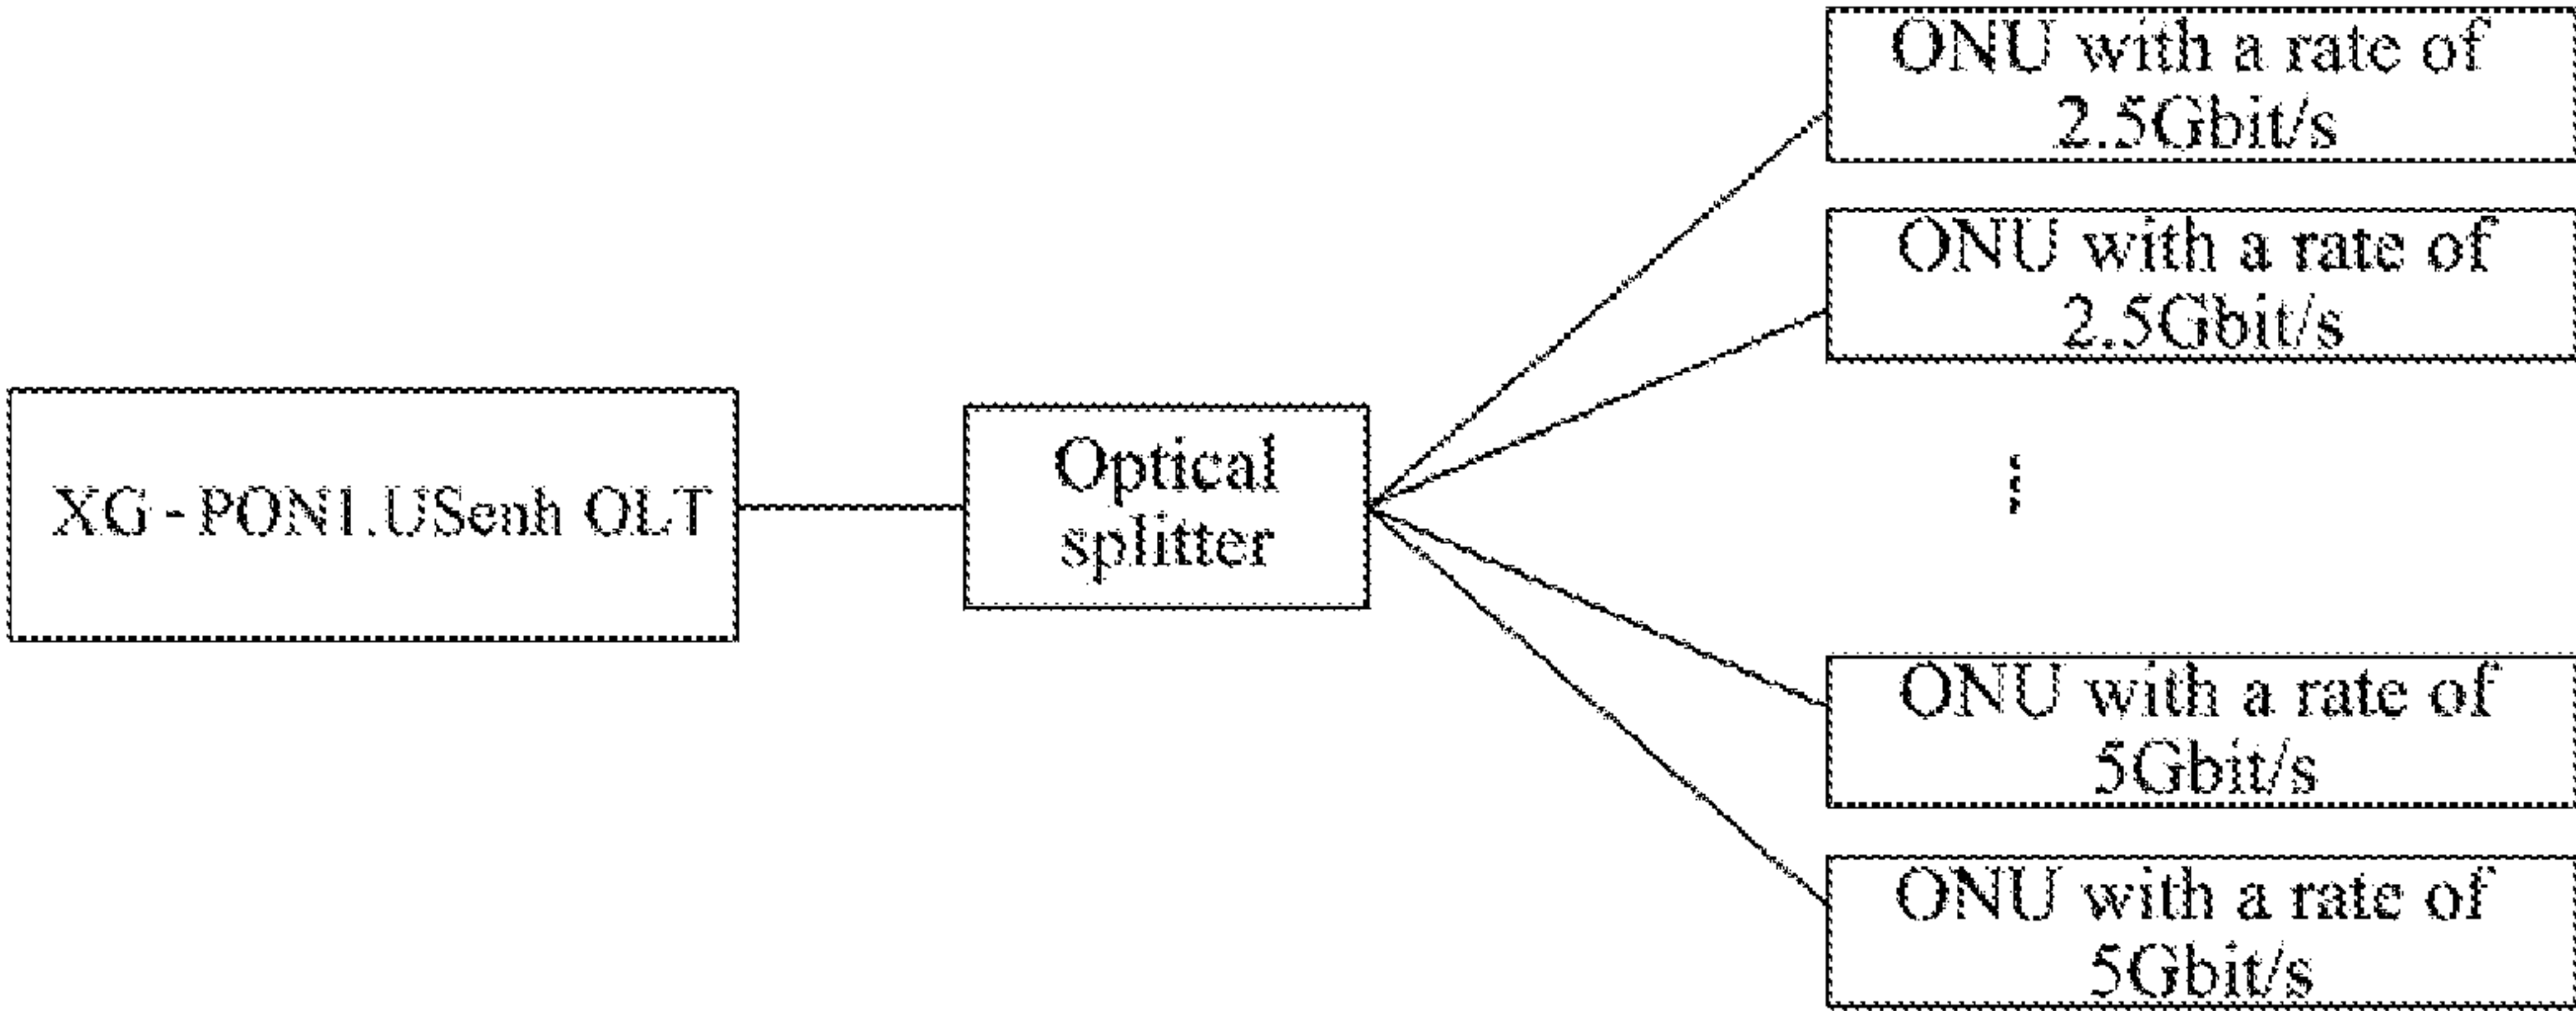 ONU with a rate of
2.5Gbit/s
ONU with a rate of
2.5Gbit/s
XG-PON1.USenh OLT
Optical
splitter
ONU with a rate of
5Gbit/s
ONU with a rate of
5Gbit/s